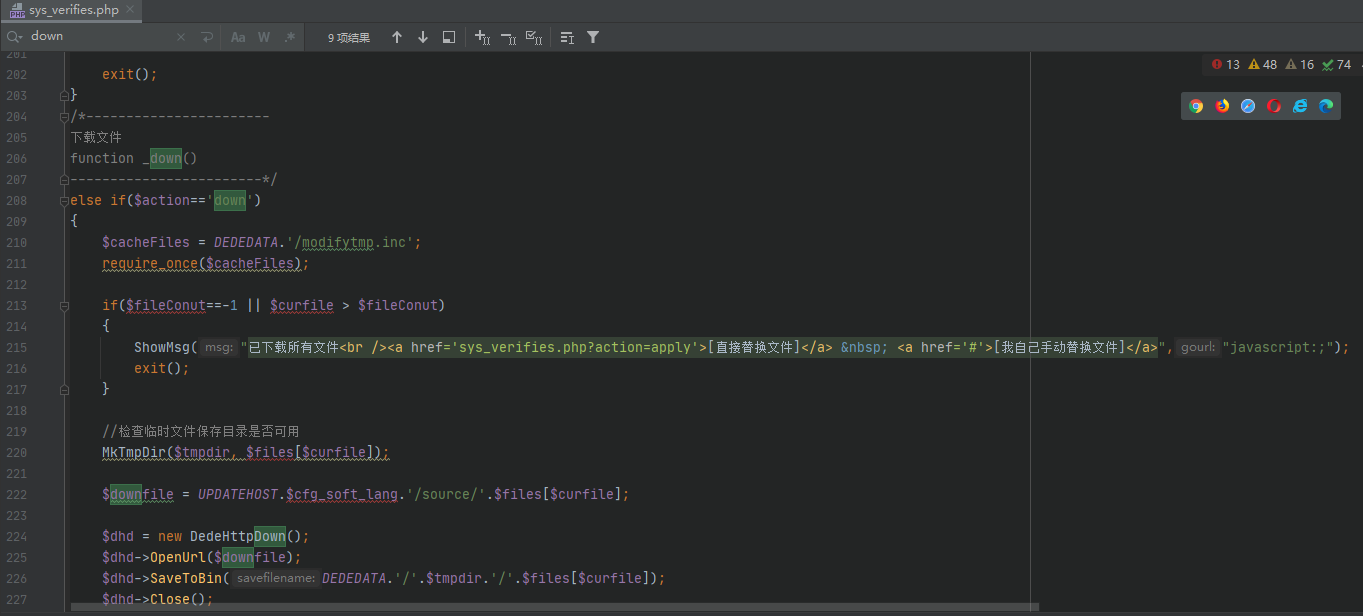 sys_verifies.php
down
Aa W .* 9 项结果
201
13 48 16 74
202 exit();
203 }
204 /*-----------------------
205 下载文件
206 function _down()
207 ------------------------*/
208 else if($action=='down')
209 {
210 $cacheFiles = DEDEDATA.'/modifytmp.inc';
211 require_once($cacheFiles);
212
213 if($fileConut==-1 || $curfile > $fileConut)
214 {
215 ShowMsg( msg: "已下载所有文件<br /><a href='sys_verifies.php?action=apply'>[直接替换文件]</a> &nbsp; <a href='#'>[我自己手动替换文件]</a>", gourl: "javascript:;");
216 exit();
217 }
218
219 //检查临时文件保存目录是否可用
220 MkTmpDir($tmpdir, $files[$curfile]);
221
222 $downfile = UPDATEHOST.$cfg_soft_lang.'/source/'.$files[$curfile];
223
224 $dhd = new DedeHttpDown();
225 $dhd->OpenUrl($downfile);
226 $dhd->SaveToBin( savefilename: DEDEDATA.'/'.$tmpdir.'/'.$files[$curfile]);
227 $dhd->Close();